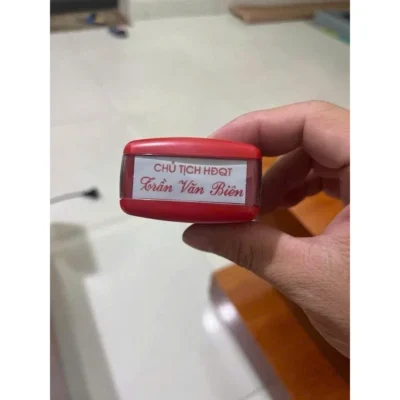 CHỦ TỊCH HĐQT
Trần Văn Biên